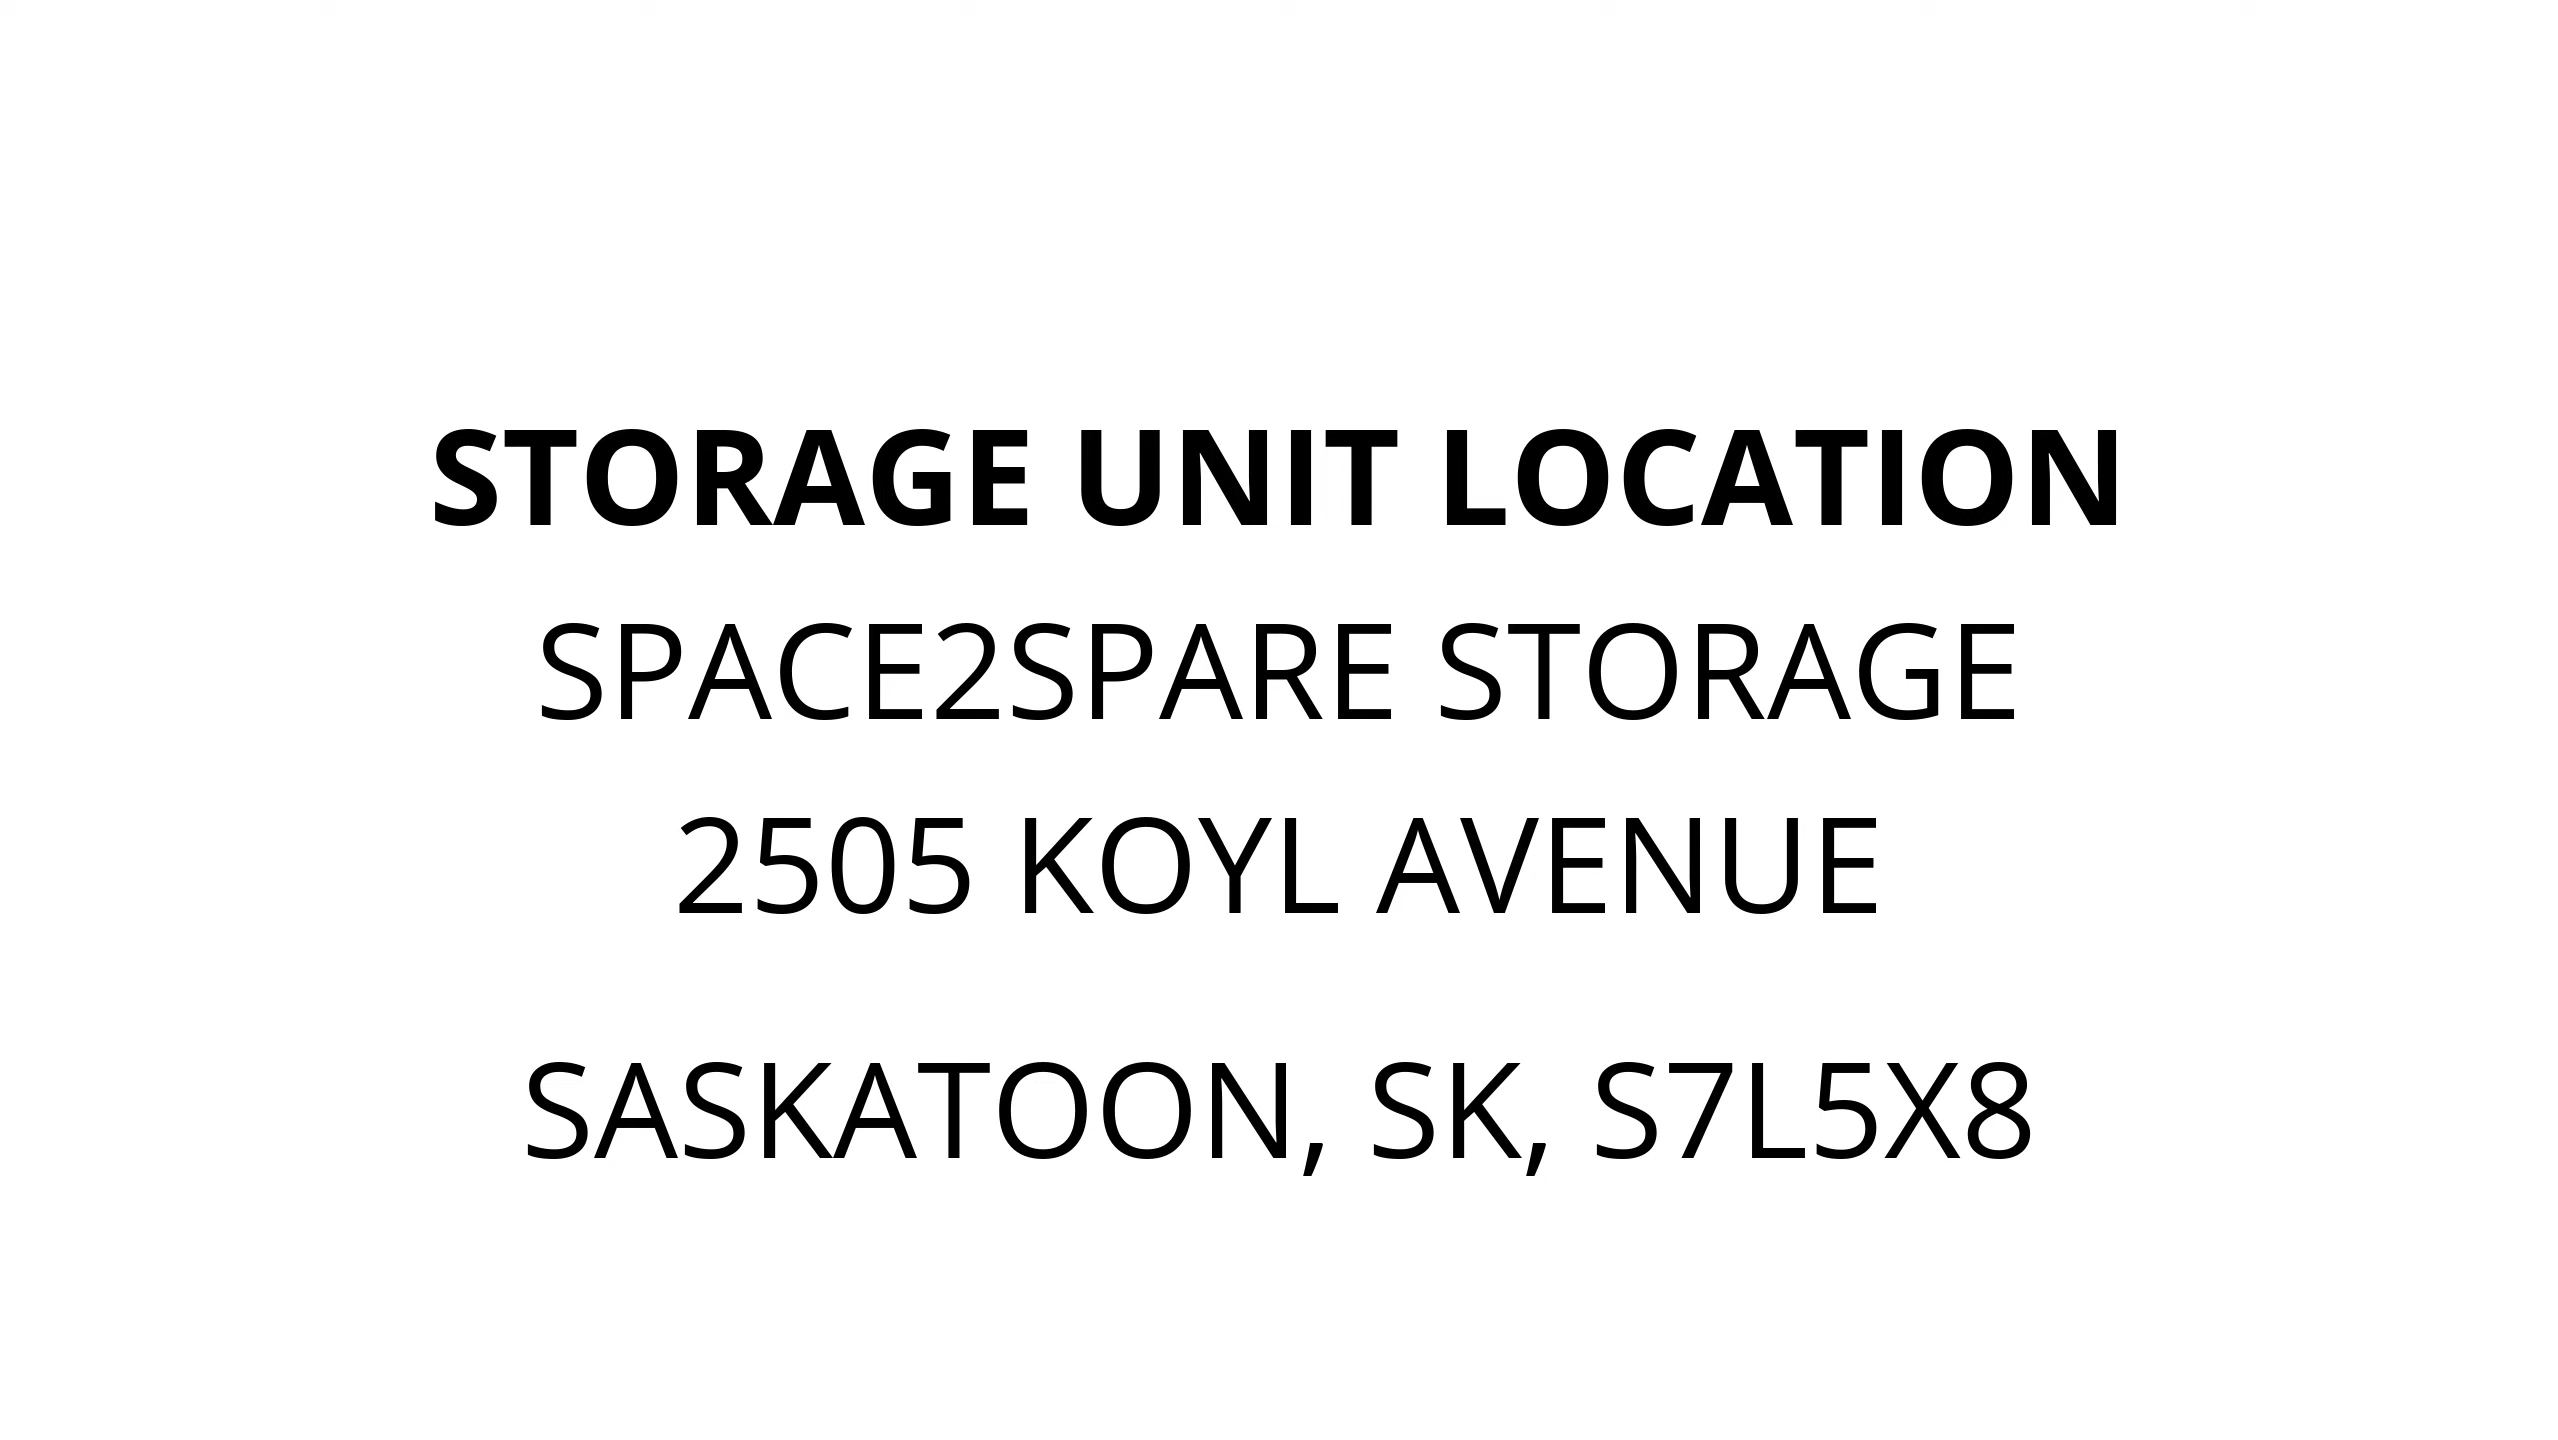 STORAGE UNIT LOCATION
SPACE2SPARE STORAGE
2505 KOYL AVENUE
SASKATOON, SK, S7L5X8